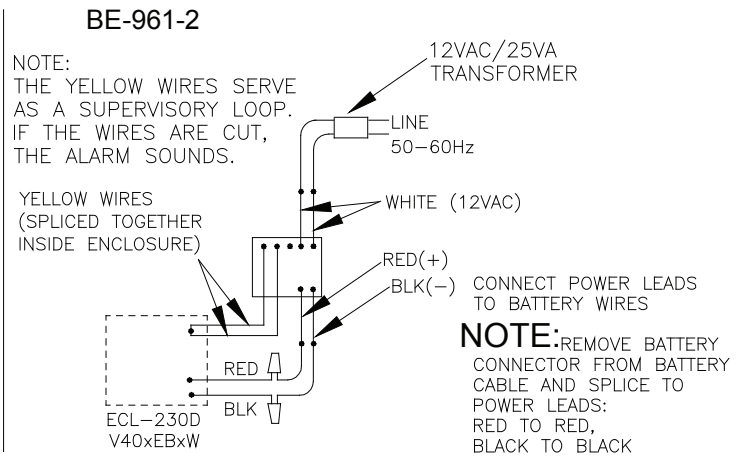 BE-961-2
NOTE:
THE YELLOW WIRES SERVE
AS A SUPERVISORY LOOP.
IF THE WIRES ARE CUT,
THE ALARM SOUNDS.
12VAC/25VA
TRANSFORMER
LINE
50-60Hz
YELLOW WIRES
(SPLICED TOGETHER
INSIDE ENCLOSURE)
WHITE (12VAC)
RED(+)
BLK(-)
CONNECT POWER LEADS
TO BATTERY WIRES
NOTE: REMOVE BATTERY
CONNECTOR FROM BATTERY
CABLE AND SPLICE TO
POWER LEADS:
RED TO RED,
BLACK TO BLACK
RED
BLK
ECL-230D
V40xEBxW